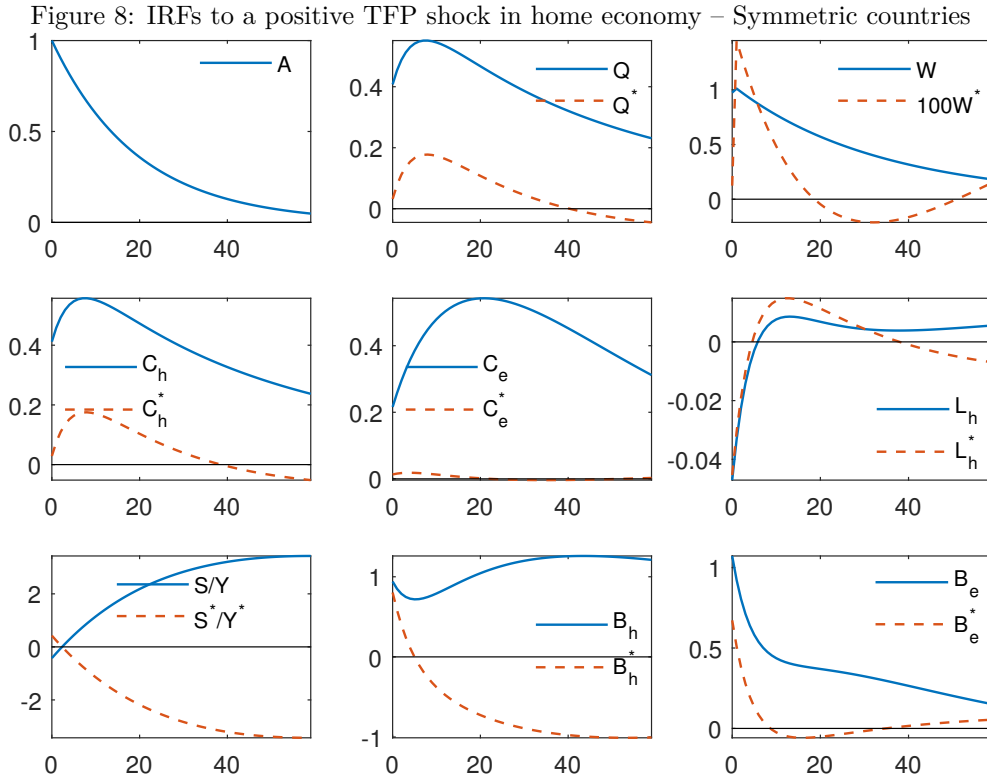 Figure 8: IRFs to a positive TFP shock in home economy – Symmetric countries
1
0.5
0
0 20 40
A
0.4
0.2
0
0 20 40
Q
Q*
1
0.5
0
0 20 40
W
100W*
0.4
0.2
0
0 20 40
C_h
C_h*
0.4
0.2
0
0 20 40
C_e
C_e*
0
-0.02
-0.04
0 20 40
L_h
L_h*
2
0
-2
0 20 40
S/Y
S*/Y*
1
0
-1
0 20 40
B_h
B_h*
1
0.5
0
0 20 40
B_e
B_e*